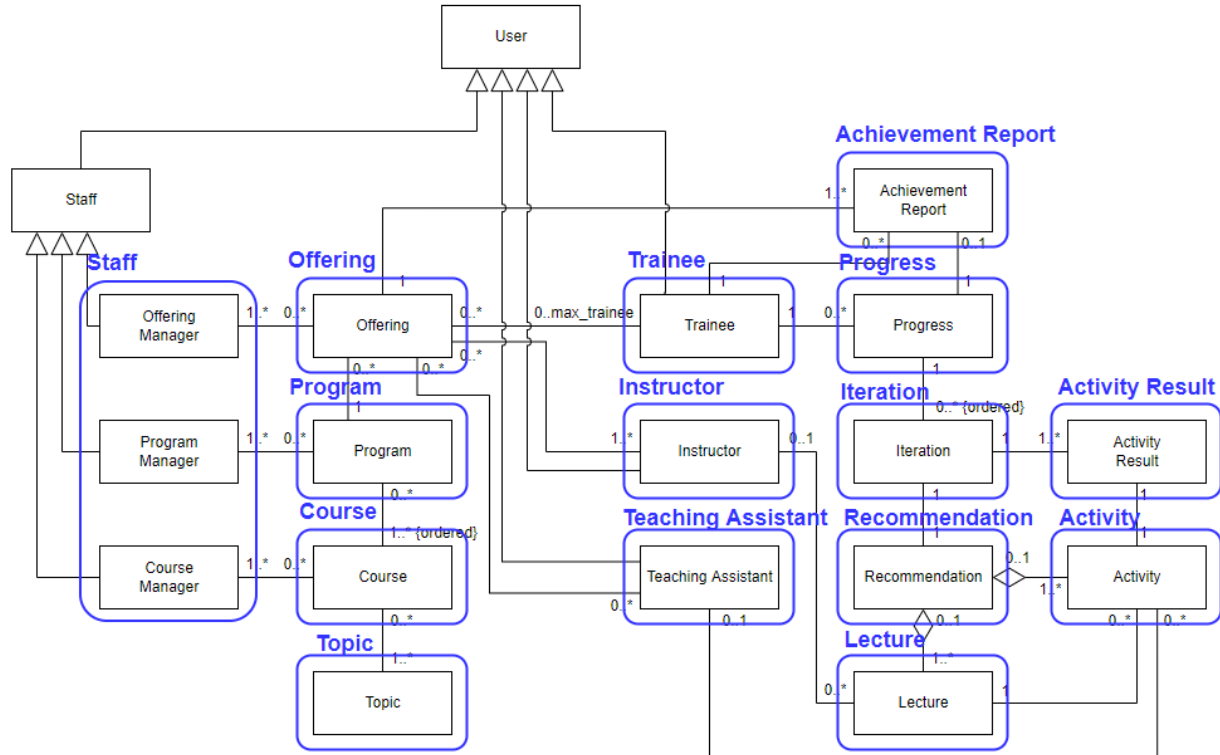 User
Achievement Report
Staff
1..*
Achievement
Report
0..*
0..1
Staff
Offering
Trainee
Progress
1
1
1
Offering
Manager
1..*
0..*
Offering
0..*
0..max_trainee
Trainee
1
0..*
Progress
0..*
0..*
0..*
1
Program
1
Instructor
Iteration
0..* {ordered}
Activity Result
Program
Manager
1..*
0..*
Program
1..*
Instructor
0..1
Iteration
1
1..*
Activity
Result
0..*
1
1
Course
1..* {ordered}
Teaching Assistant
Recommendation
1
Activity
1
Course
Manager
1..*
0..*
Course
Teaching Assistant
Recommendation
0..1
1..*
Activity
0..*
0..*
0..1
0..1
0..*
0..*
Topic
1..*
Lecture
1..*
Topic
0..*
Lecture
1